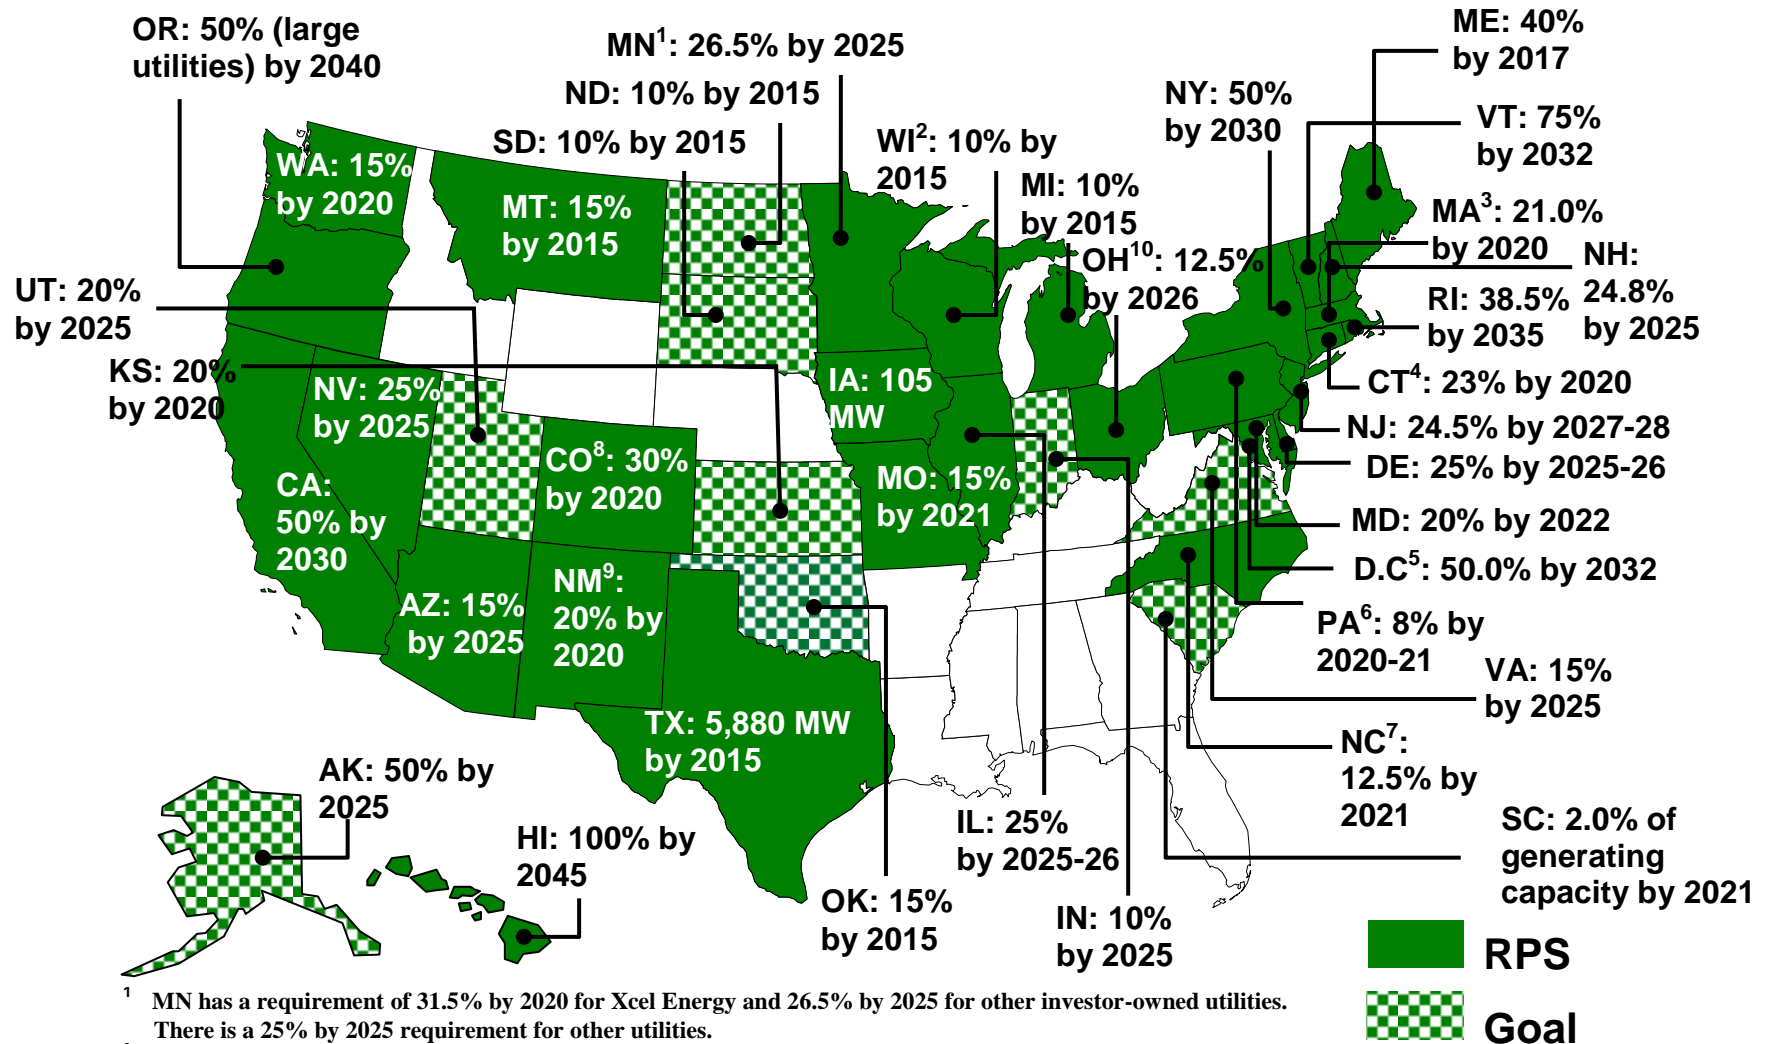 OR: 50% (large
utilities) by 2040
MN¹: 26.5% by 2025
ND: 10% by 2015
SD: 10% by 2015
WI²: 10% by
2015
MI: 10%
by 2015
OH¹⁰: 12.5%
by 2026
NY: 50%
by 2030
ME: 40%
by 2017
VT: 75%
by 2032
MA³: 21.0%
by 2020
NH:
24.8%
by 2025
RI: 38.5%
by 2035
CT⁴: 23% by 2020
NJ: 24.5% by 2027-28
DE: 25% by 2025-26
MD: 20% by 2022
D.C⁵: 50.0% by 2032
PA⁶: 8% by
2020-21
VA: 15%
by 2025
NC⁷:
12.5% by
2021
SC: 2.0% of
generating
capacity by 2021
WA: 15%
by 2020
MT: 15%
by 2015
UT: 20%
by 2025
KS: 20%
by 2020
NV: 25%
by 2025
CA:
50% by
2030
CO⁸: 30%
by 2020
IA: 105
MW
MO: 15%
by 2021
AZ: 15%
by 2025
NM⁹:
20% by
2020
TX: 5,880 MW
by 2015
AK: 50% by
2025
HI: 100% by
2045
OK: 15%
by 2015
IL: 25%
by 2025-26
IN: 10%
by 2025
RPS
Goal
¹ MN has a requirement of 31.5% by 2020 for Xcel Energy and 26.5% by 2025 for other investor-owned utilities.
There is a 25% by 2025 requirement for other utilities.